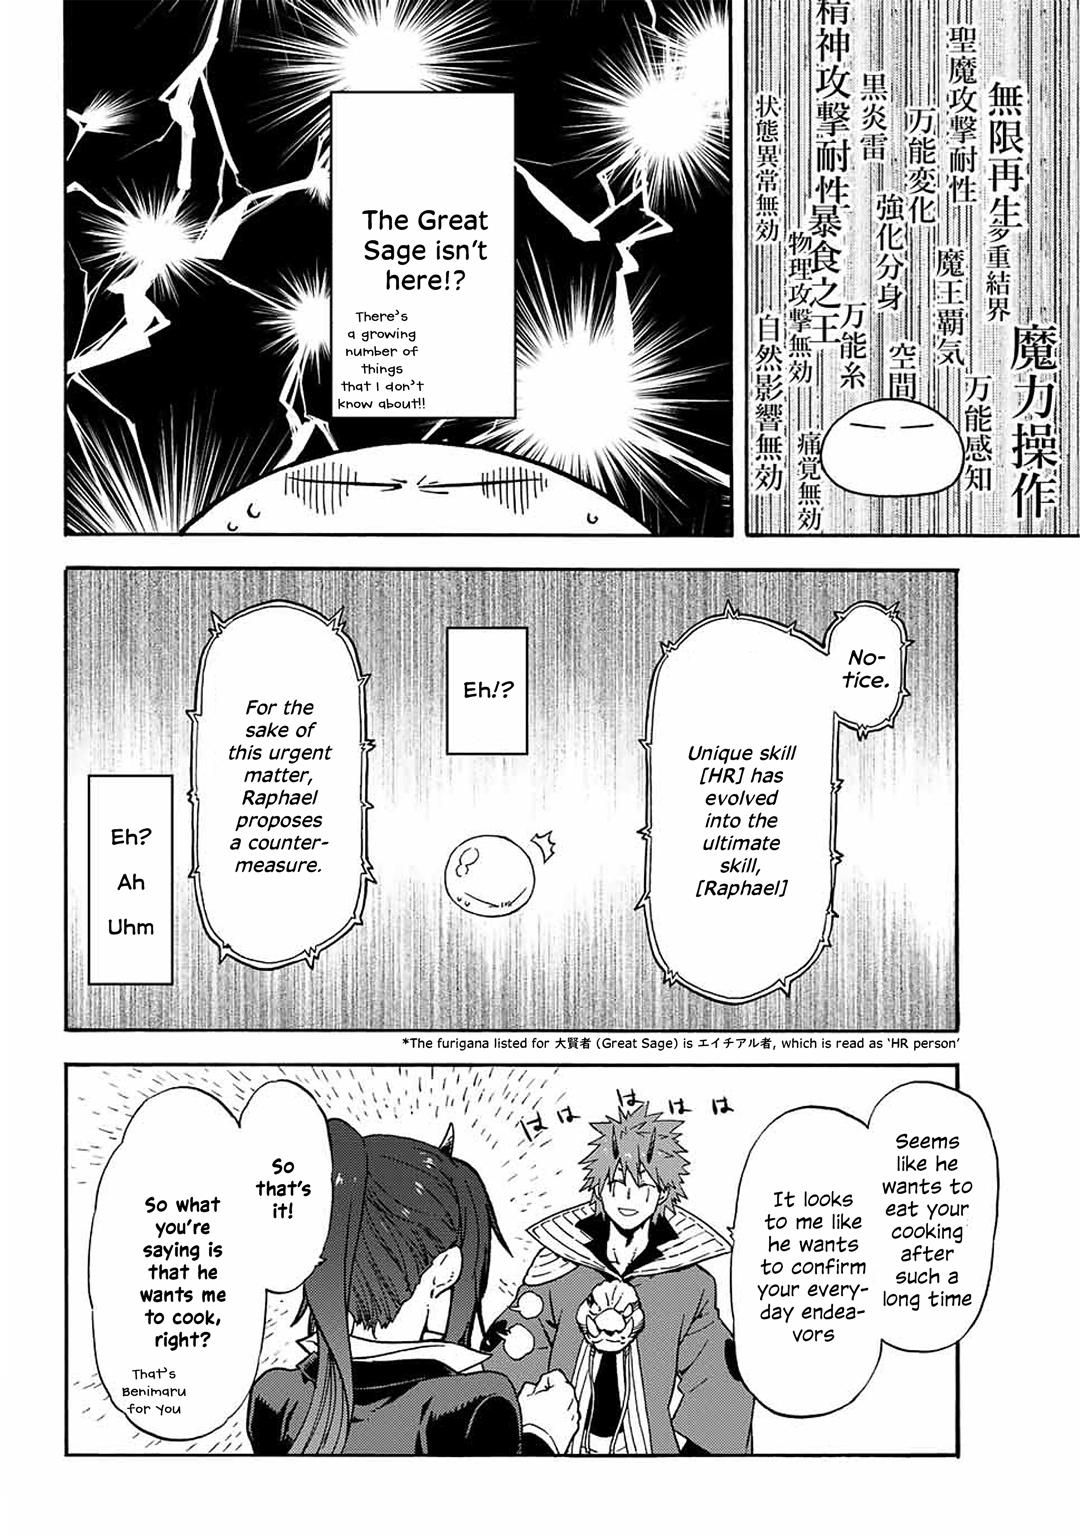 無限再生
多重結界
魔力操作
聖魔攻撃耐性
魔王覇気
万能感知
万能変化
強化分身
空間
黒炎雷
万能糸
精神攻撃耐性
暴食之王
物理攻撃無効
痛覚無効
状態異常無効
自然影響無効
The Great
Sage isn't
here!?
There's
a growing
number of
things
that I don't
know about!!
No-
tice.
Unique skill
[HR] has
evolved
into the
ultimate
skill,
[Raphael]
Eh!?
For the
sake of
this urgent
matter,
Raphael
proposes
a counter-
measure.
Eh?
Ah
Uhm
*The furigana listed for 大賢者 (Great Sage) is エイチアル者, which is read as ‘HR person’
Seems
like he
wants to
eat your
cooking
after
such a
long time
It looks
to me like
he wants
to confirm
your every-
day endea-
vors
はははは は
So
that's
it!
So what
you're
saying is
that he
wants me
to cook,
right?
That's
Benimaru
for you